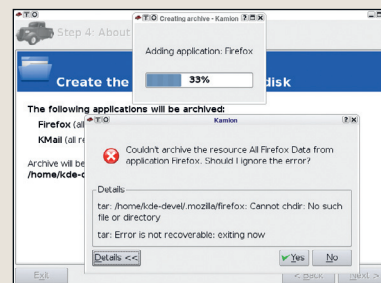 Creating archive - Kamion
Step 4: About
Adding application: Firefox
33%
Create the
disk
The following applications will be archived:
Firefox (all
KMail (all re
Archive will be
/home/kde-d
Kamion
Couldn't archive the resource All Firefox Data from
application Firefox. Should I ignore the error?
Details
tar: /home/kde-devel/.mozilla/firefox: Cannot chdir: No such
file or directory
tar: Error is not recoverable: exiting now
Details <<
Yes
No
Exit
< Back
Next >